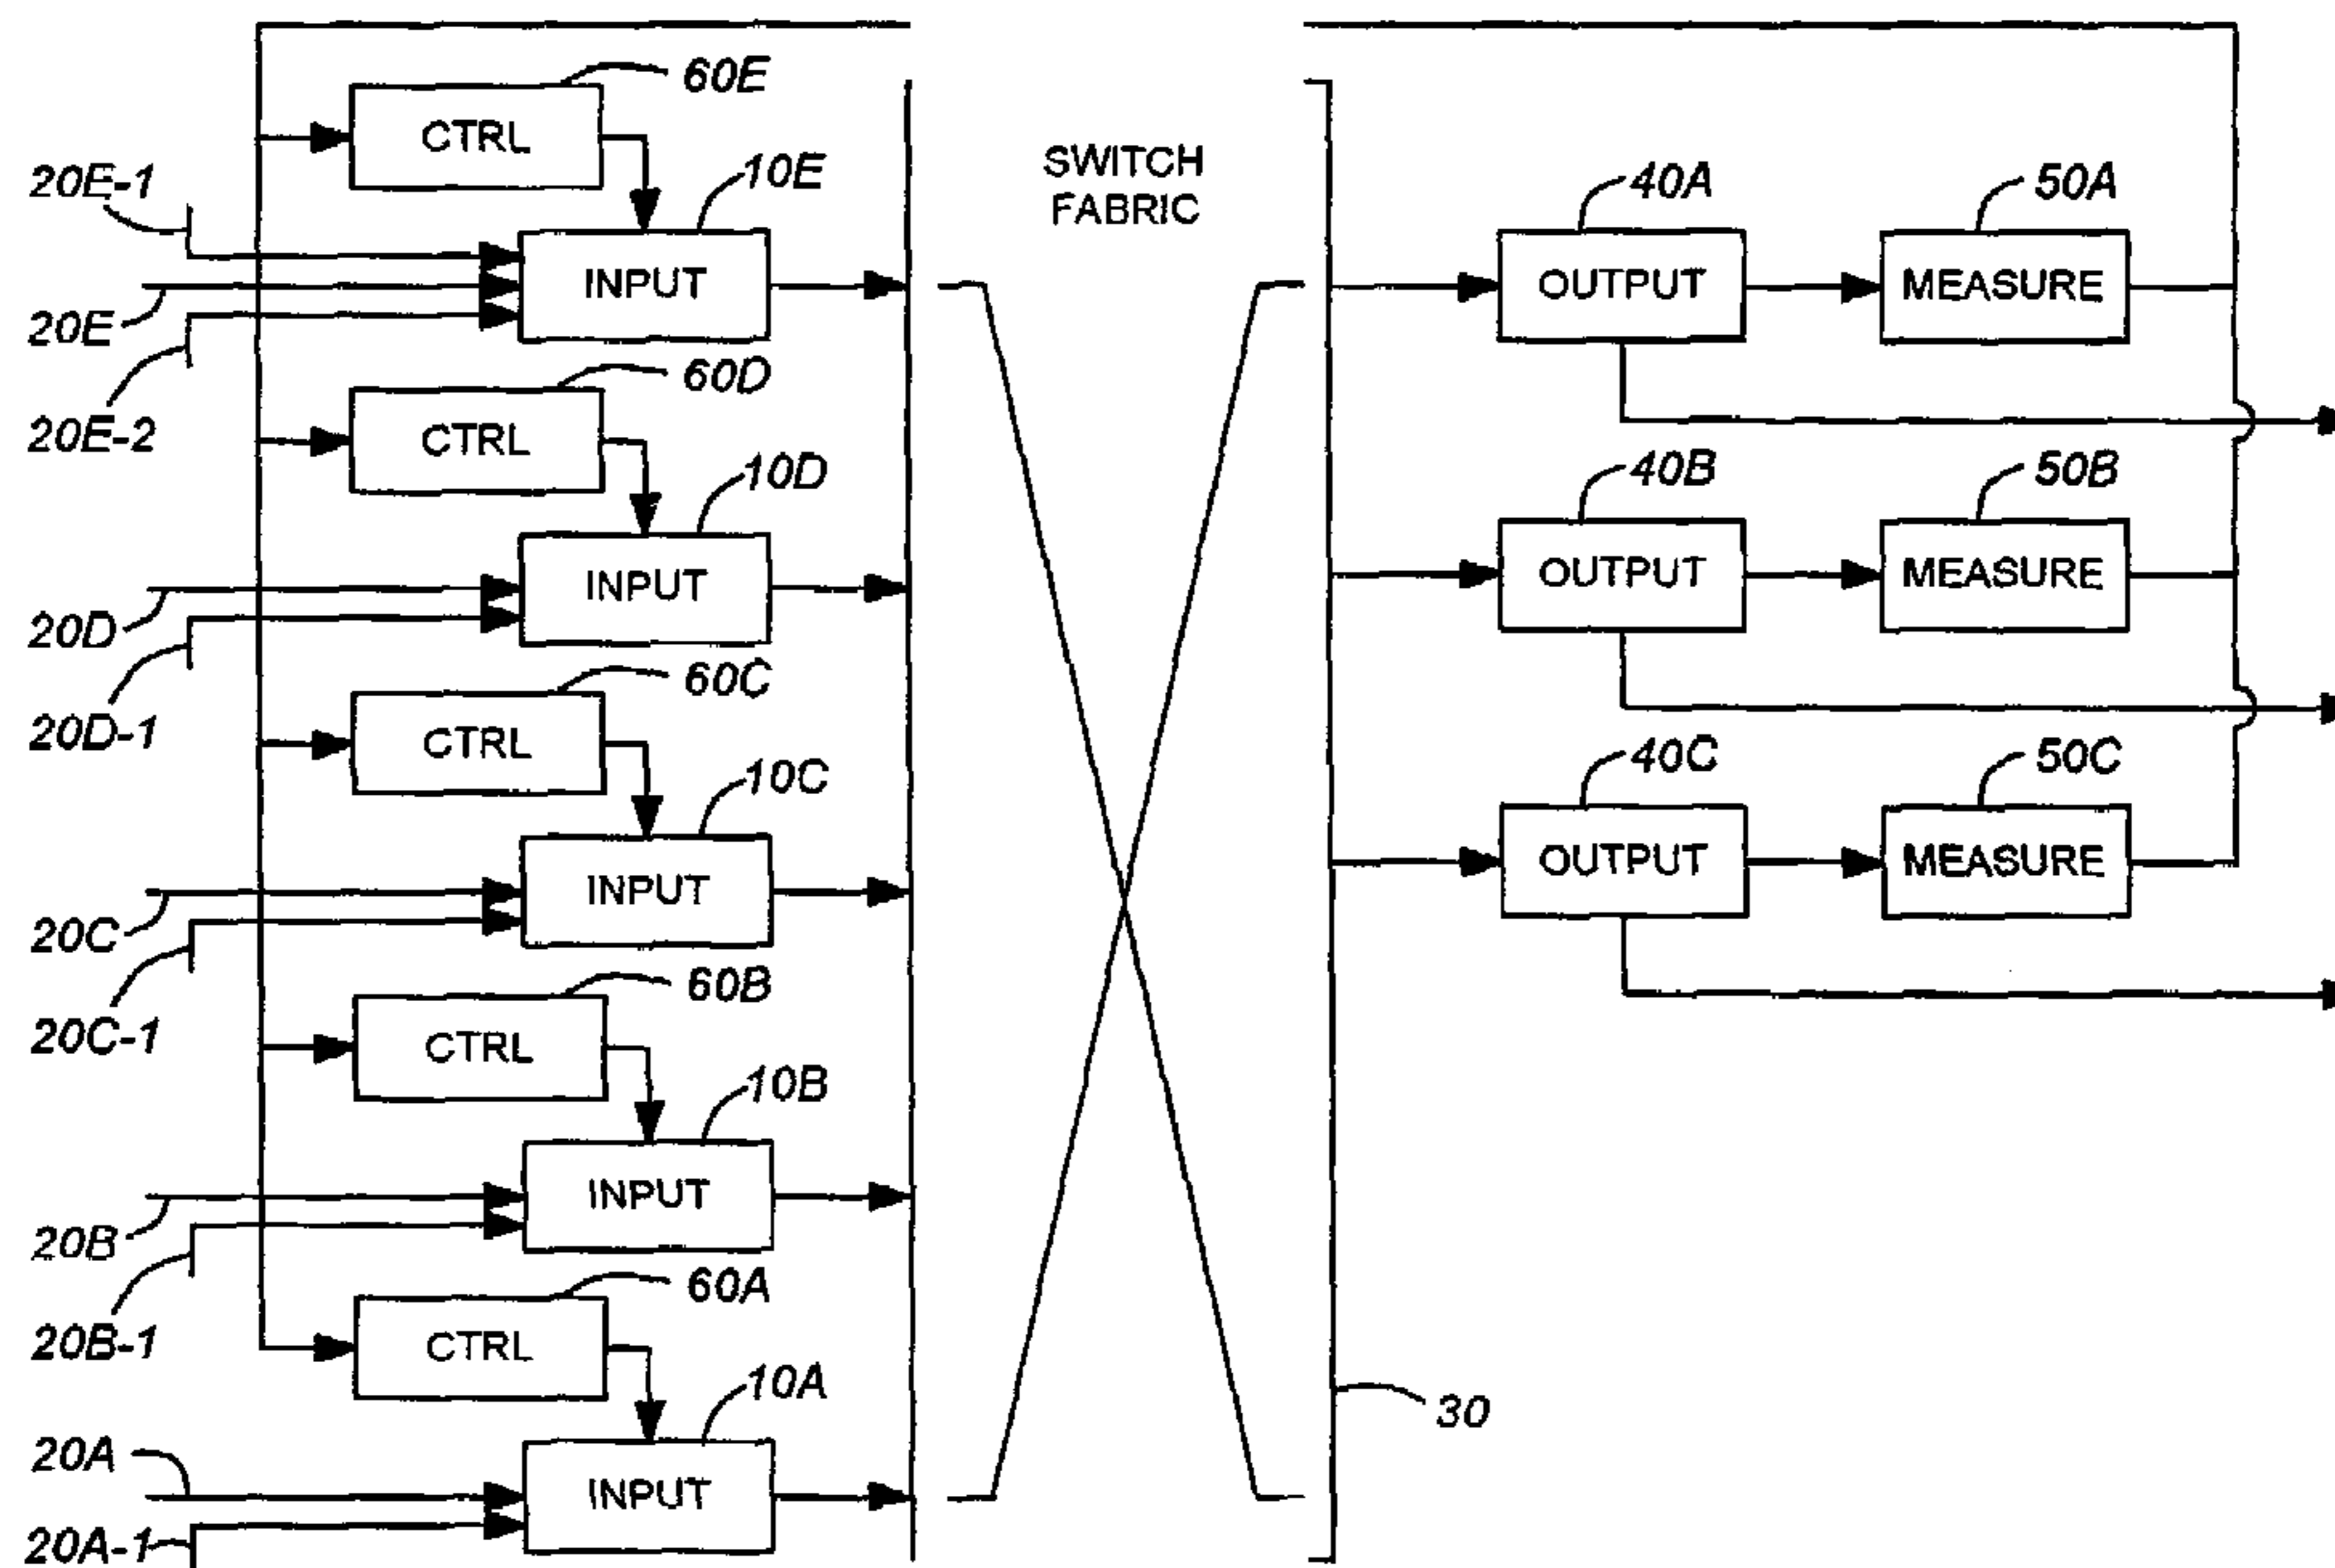 60E
CTRL
20E-1
10E
INPUT
20E
20E-2
60D
CTRL
10D
INPUT
20D
20D-1
60C
CTRL
10C
INPUT
20C
20C-1
60B
CTRL
10B
INPUT
20B
20B-1
60A
CTRL
10A
INPUT
20A
20A-1
SWITCH
FABRIC
30
40A
50A
OUTPUT
MEASURE
40B
50B
OUTPUT
MEASURE
40C
50C
OUTPUT
MEASURE